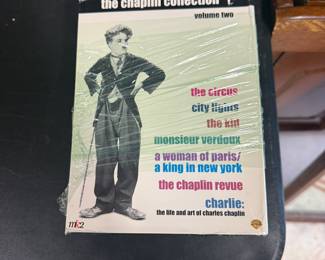 the chaplin collection
volume two
the circus
city lights
the kid
monsieur verdoux
a woman of paris/
a king in new york
the chaplin revue
charlie:
the life and art of charles chaplin
mk2